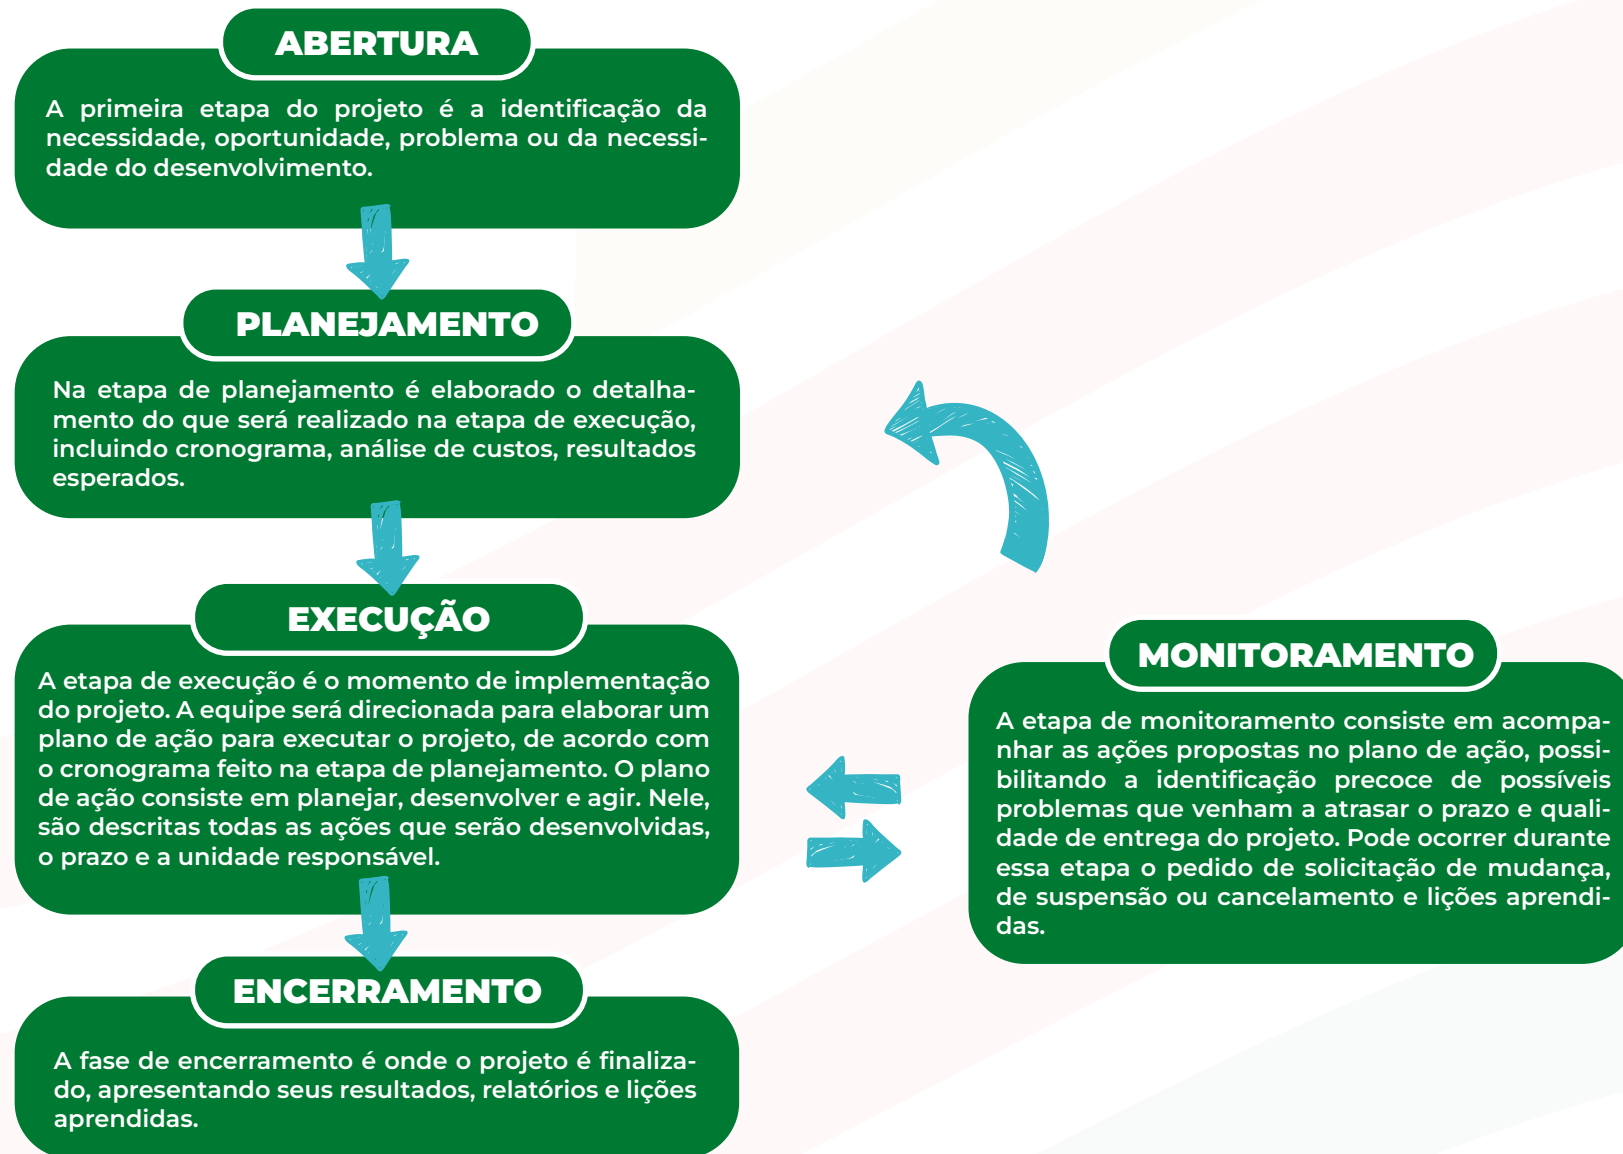 ABERTURA
A primeira etapa do projeto é a identificação da
necessidade, oportunidade, problema ou da necessi-
dade do desenvolvimento.
PLANEJAMENTO
Na etapa de planejamento é elaborado o detalha-
mento do que será realizado na etapa de execução,
incluindo cronograma, análise de custos, resultados
esperados.
EXECUÇÃO
A etapa de execução é o momento de implementação
do projeto. A equipe será direcionada para elaborar um
plano de ação para executar o projeto, de acordo com
o cronograma feito na etapa de planejamento. O plano
de ação consiste em planejar, desenvolver e agir. Nele,
são descritas todas as ações que serão desenvolvidas,
o prazo e a unidade responsável.
MONITORAMENTO
A etapa de monitoramento consiste em acompa-
nhar as ações propostas no plano de ação, possi-
bilitando a identificação precoce de possíveis
problemas que venham a atrasar o prazo e quali-
dade de entrega do projeto. Pode ocorrer durante
essa etapa o pedido de solicitação de mudança,
de suspensão ou cancelamento e lições aprendi-
das.
ENCERRAMENTO
A fase de encerramento é onde o projeto é finaliza-
do, apresentando seus resultados, relatórios e lições
aprendidas.